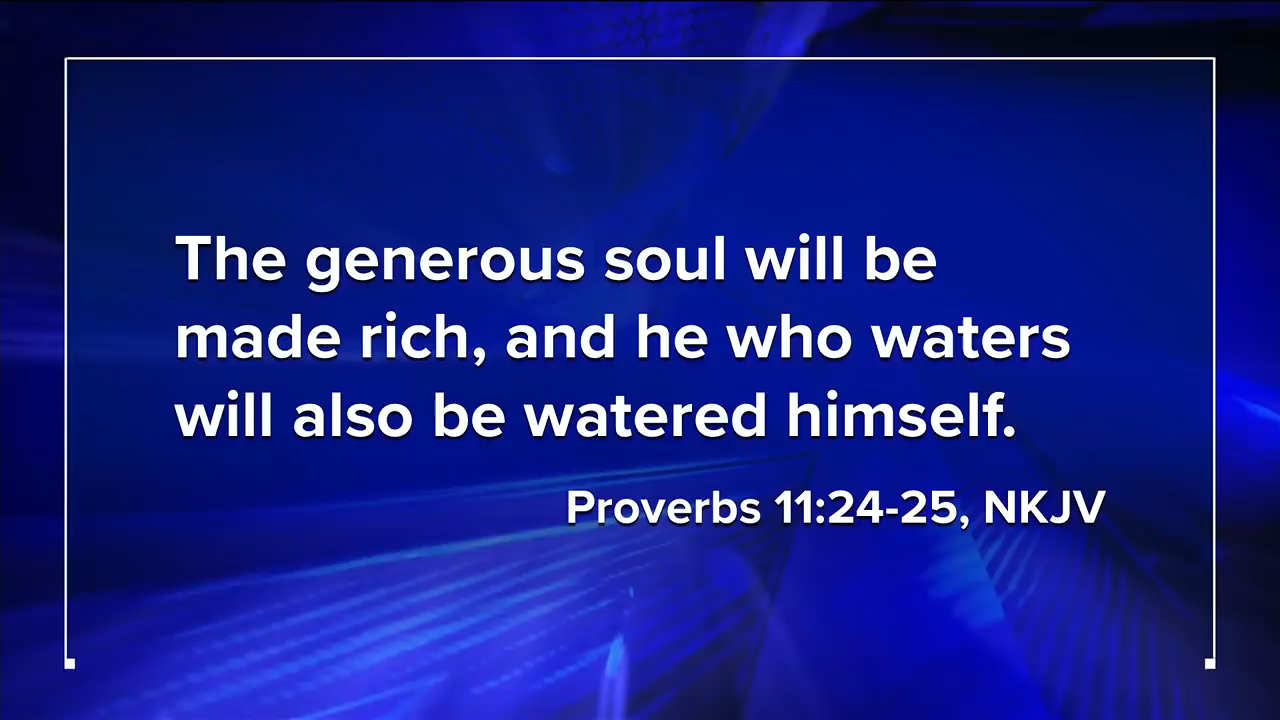 The generous soul will be
made rich, and he who waters
will also be watered himself.
Proverbs 11:24-25, NKJV